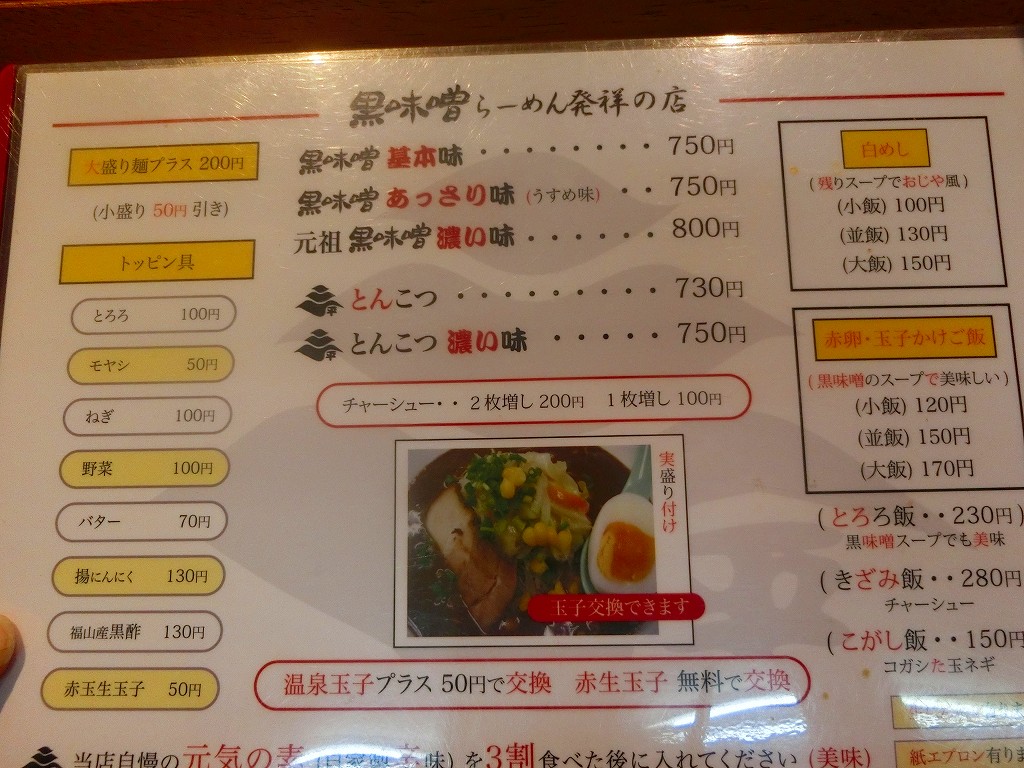 黒味噌らーめん発祥の店
大盛り麺プラス 200円
(小盛り 50円 引き)
トッピン具
とろろ 100円
モヤシ 50円
ねぎ 100円
野菜 100円
バター 70円
揚にんにく 130円
福山産黒酢 130円
赤玉生玉子 50円
黒味噌 基本味 ・・・・・・・・・ 750円
黒味噌 あっさり味 (うすめ味) ・・ 750円
元祖 黒味噌 濃い味 ・・・・・・ 800円
平 とんこつ ・・・・・・・・・ 730円
平 とんこつ 濃い味 ・・・・・ 750円
チャーシュー・・ 2枚増し 200円 1枚増し 100円
実盛り付け
玉子交換できます
温泉玉子プラス 50円で交換 赤生玉子 無料で交換
白めし
(残りスープでおじや風)
(小飯) 100円
(並飯) 130円
(大飯) 150円
赤卵・玉子かけご飯
(黒味噌のスープで美味しい)
(小飯) 120円
(並飯) 150円
(大飯) 170円
(とろろ飯・・230円)
黒味噌スープでも美味
(きざみ飯・・280円
チャーシュー
(こがし飯・・150円
コガシた玉ネギ
紙エプロン有りま
当店自慢の元気の素 (自家製 辛味) を3割食べた後に入れてください (美味)